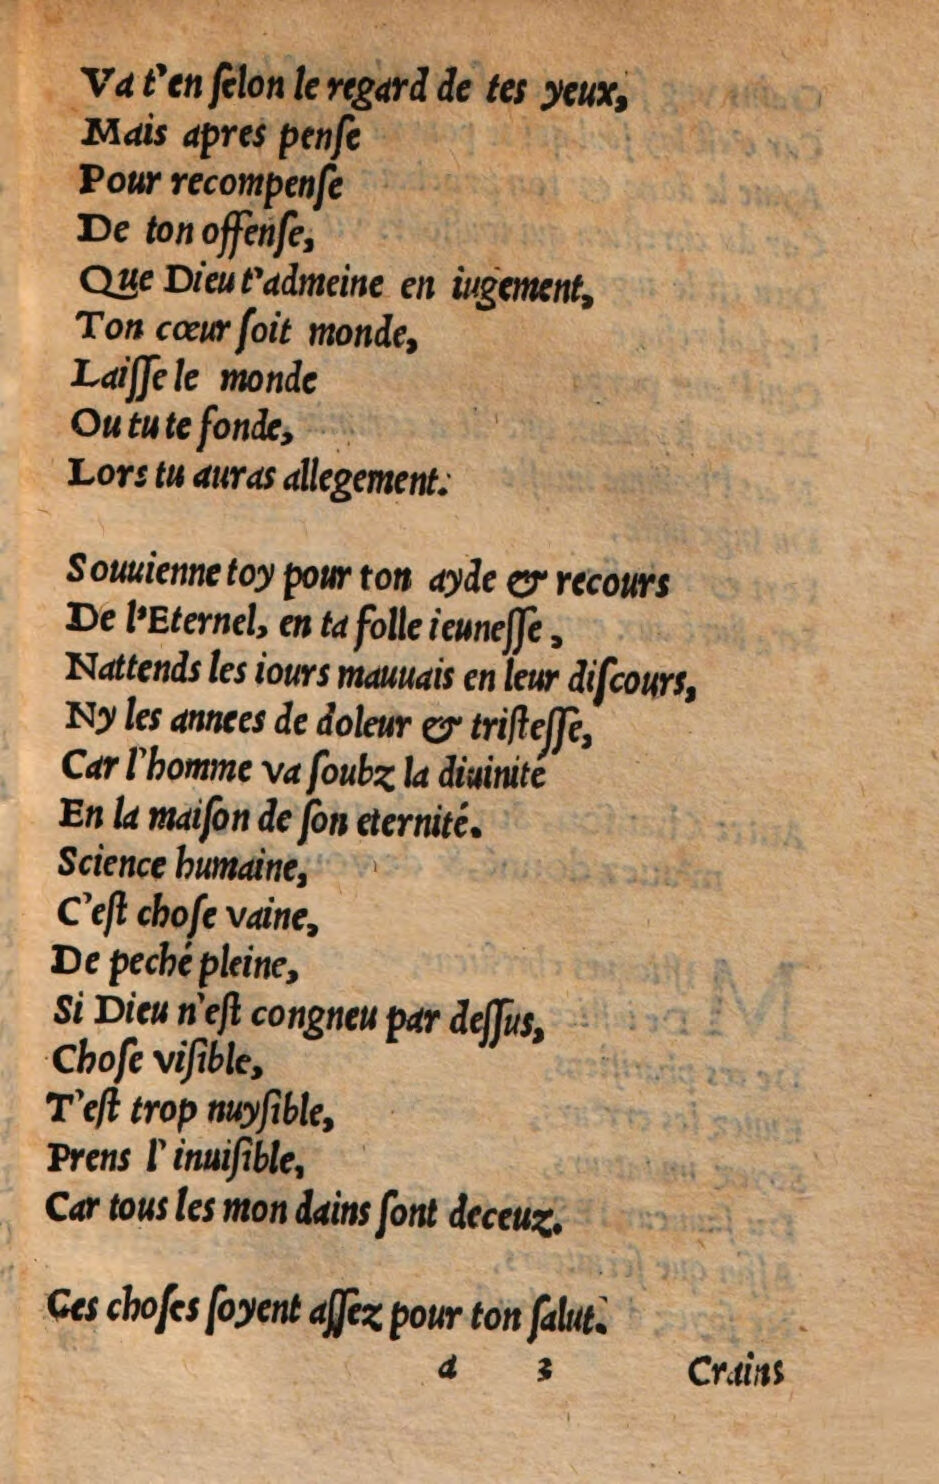 Va t'en ſelon le regard de tes yeux,
Mais apres penſe
Pour recompenſe
De ton offenſe,
Que Dieu t'admeine en iugement,
Ton cœur ſoit monde,
Laiſſe le monde
Ou tu te fonde,
Lors tu auras allegement.
Souuienne toy pour ton ayde & recours
De l'Eternel, en ta folle ieuneſſe,
Nattends les iours mauuais en leur diſcours,
Ny les annees de doleur & triſteſſe,
Car l'homme va ſoubz la diuinité
En la maiſon de ſon eternité.
Science humaine,
C'eſt choſe vaine,
De peché pleine,
Si Dieu n'eſt congneu par deſſus,
Choſe viſible,
T'eſt trop nuyſible,
Prens l' inuiſible,
Car tous les mon dains ſont deceuz.
Ces choſes ſoyent aſſez pour ton ſalut.
d 3 Crains